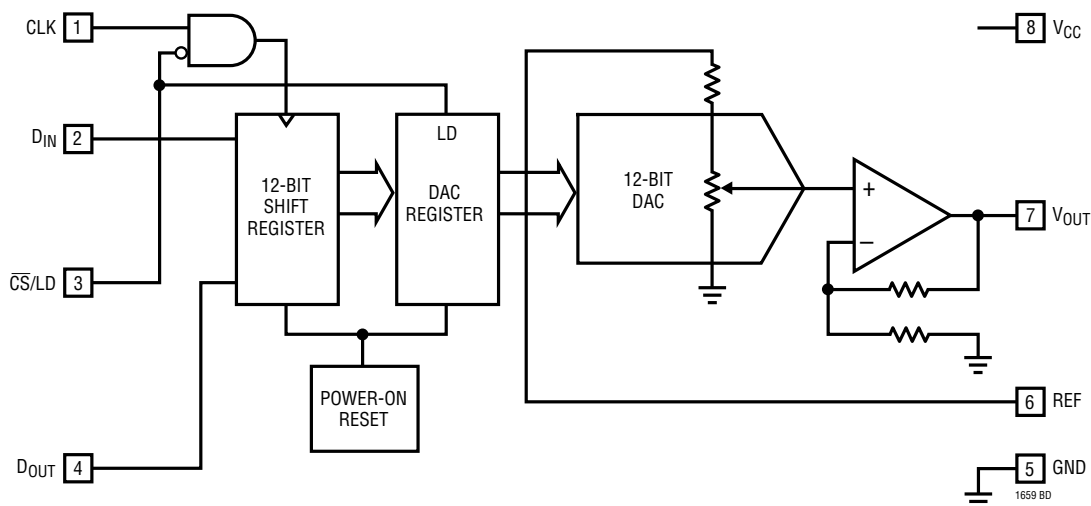 CLK 1
8 VCC
DIN 2
LD
12-BIT
SHIFT
REGISTER
DAC
REGISTER
12-BIT
DAC
+
−
7 VOUT
C̅S̅/LD 3
POWER-ON
RESET
6 REF
DOUT 4
5 GND
1659 BD